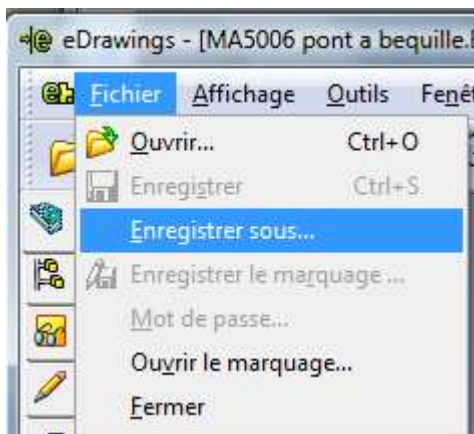 eDrawings - [MA5006 pont a bequille.
Fichier Affichage Outils Fenêt
Ouvrir... Ctrl+O
Enregistrer Ctrl+S
Enregistrer sous...
Enregistrer le marquage ...
Mot de passe...
Ouvrir le marquage...
Fermer